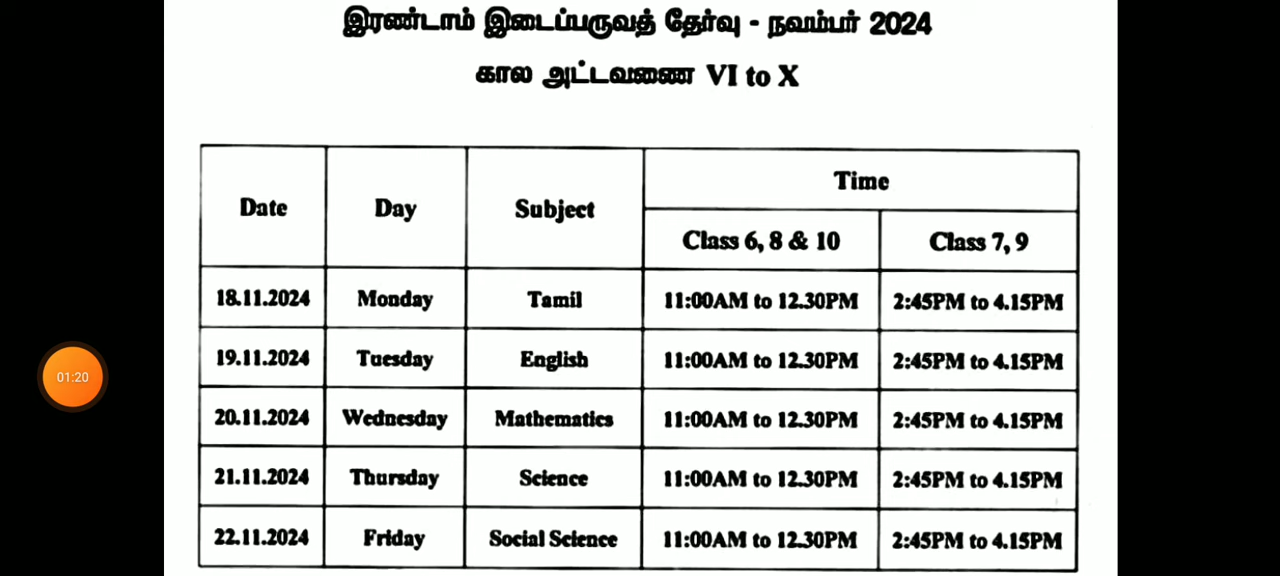 இரண்டாம் இடைப்பருவத் தேர்வு - நவம்பர் 2024
கால அட்டவணை VI to X
Date Day Subject Time
Class 6, 8 & 10 Class 7, 9
18.11.2024 Monday Tamil 11:00AM to 12.30PM 2:45PM to 4.15PM
19.11.2024 Tuesday English 11:00AM to 12.30PM 2:45PM to 4.15PM
20.11.2024 Wednesday Mathematics 11:00AM to 12.30PM 2:45PM to 4.15PM
21.11.2024 Thursday Science 11:00AM to 12.30PM 2:45PM to 4.15PM
22.11.2024 Friday Social Science 11:00AM to 12.30PM 2:45PM to 4.15PM
01:20